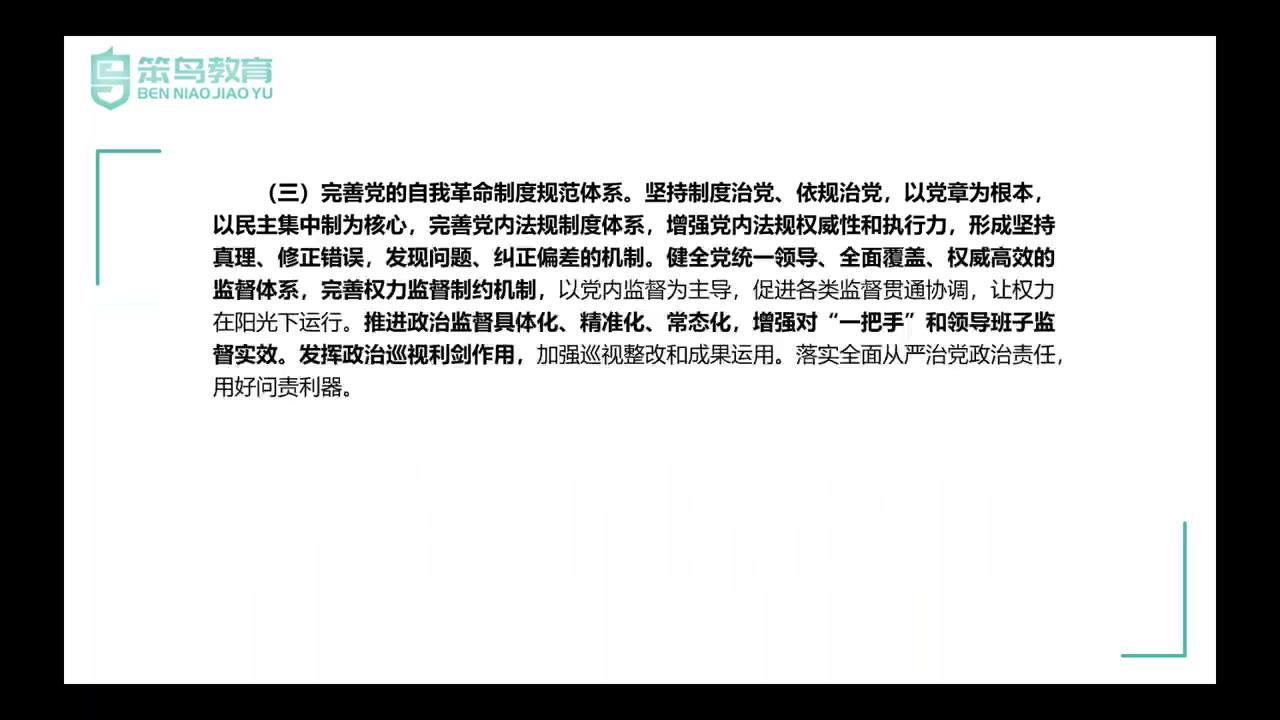 笨鸟教育
BEN NIAO JIAO YU
（三）完善党的自我革命制度规范体系。坚持制度治党、依规治党，以党章为根本，
以民主集中制为核心，完善党内法规制度体系，增强党内法规权威性和执行力，形成坚持
真理、修正错误，发现问题、纠正偏差的机制。健全党统一领导、全面覆盖、权威高效的
监督体系，完善权力监督制约机制，以党内监督为主导，促进各类监督贯通协调，让权力
在阳光下运行。推进政治监督具体化、精准化、常态化，增强对“一把手”和领导班子监
督实效。发挥政治巡视利剑作用，加强巡视整改和成果运用。落实全面从严治党政治责任，
用好问责利器。